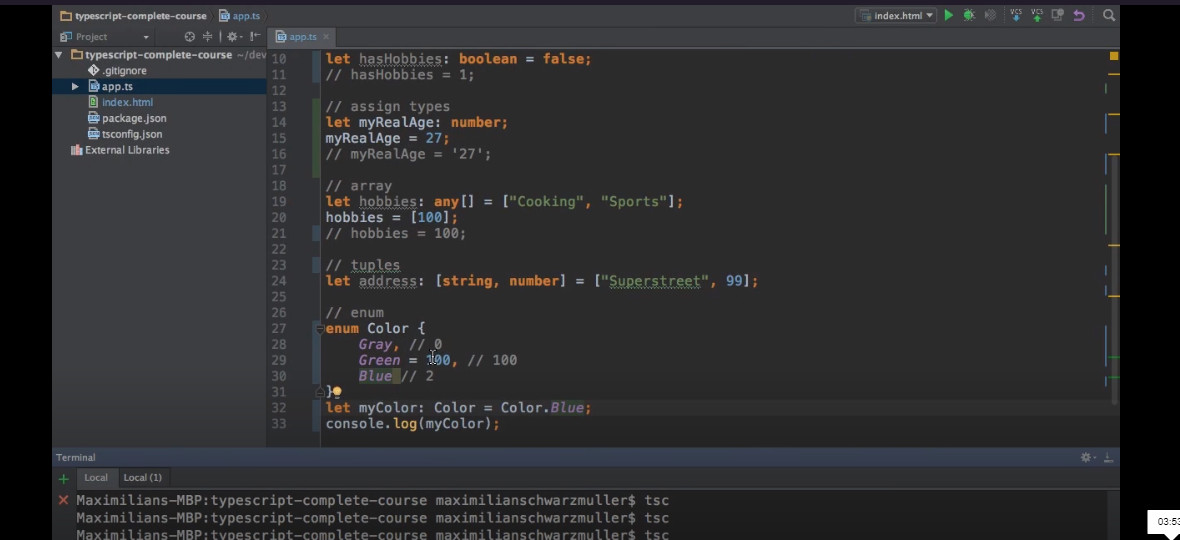 typescript-complete-course app.ts index.html
Project app.ts
typescript-complete-course ~/dev
.gitignore
app.ts
index.html
package.json
tsconfig.json
External Libraries
10 let hasHobbies: boolean = false;
11 // hasHobbies = 1;
12
13 // assign types
14 let myRealAge: number;
15 myRealAge = 27;
16 // myRealAge = '27';
17
18 // array
19 let hobbies: any[] = ["Cooking", "Sports"];
20 hobbies = [100];
21 // hobbies = 100;
22
23 // tuples
24 let address: [string, number] = ["Superstreet", 99];
25
26 // enum
27 enum Color {
28 Gray, // 0
29 Green = 100, // 100
30 Blue // 2
31 }
32 let myColor: Color = Color.Blue;
33 console.log(myColor);
Terminal
Local Local (1)
Maximilians-MBP:typescript-complete-course maximilianschwarzmuller$ tsc
Maximilians-MBP:typescript-complete-course maximilianschwarzmuller$ tsc
Maximilians-MBP:typescript-complete-course maximilianschwarzmuller$ tsc